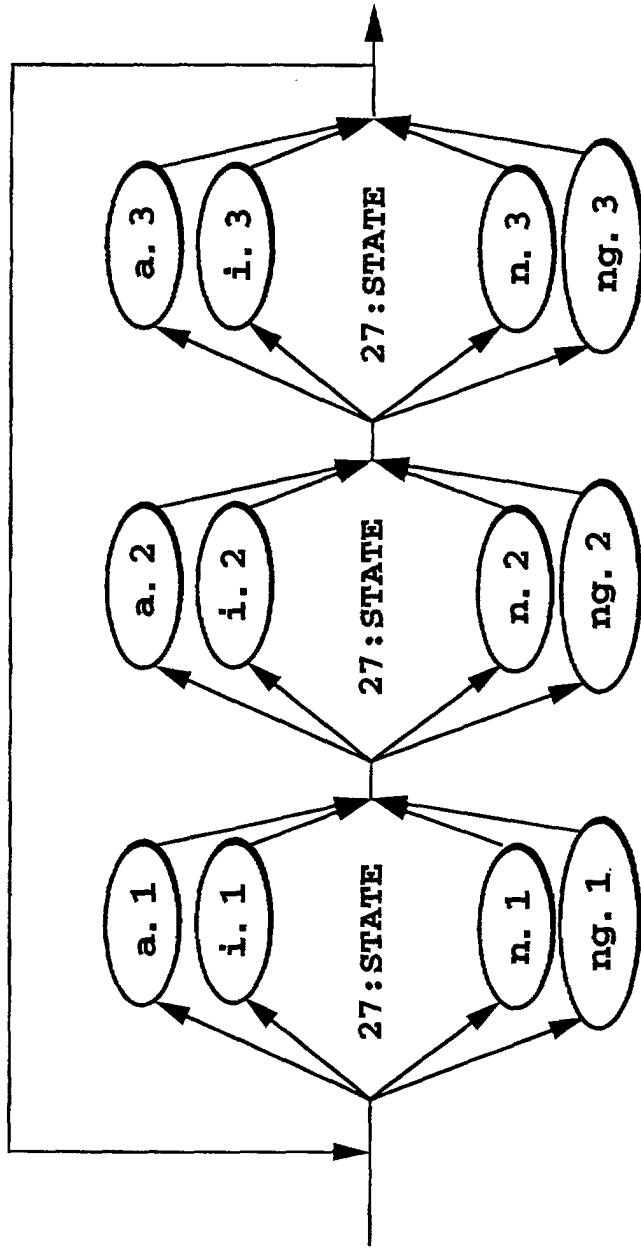 a. 1
i. 1
27:STATE
n. 1
ng. 1
a. 2
i. 2
27:STATE
n. 2
ng. 2
a. 3
i. 3
27:STATE
n. 3
ng. 3